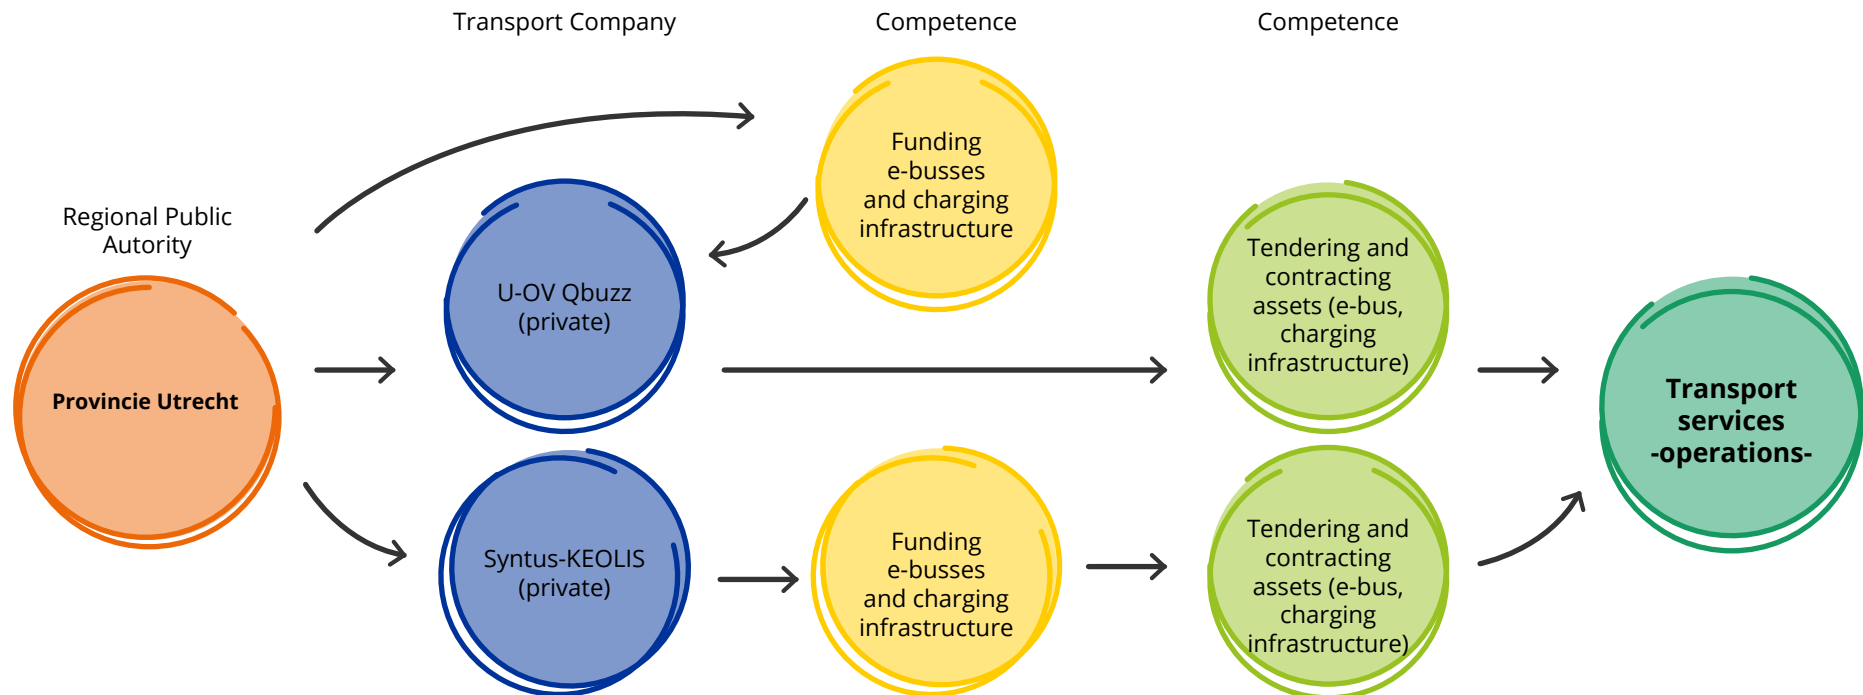 Transport Company
Competence
Competence
Regional Public
Autority
Provincie Utrecht
U-OV Qbuzz
(private)
Funding
e-busses
and charging
infrastructure
Tendering and
contracting
assets (e-bus,
charging
infrastructure)
Transport
services
-operations-
Syntus-KEOLIS
(private)
Funding
e-busses
and charging
infrastructure
Tendering and
contracting
assets (e-bus,
charging
infrastructure)